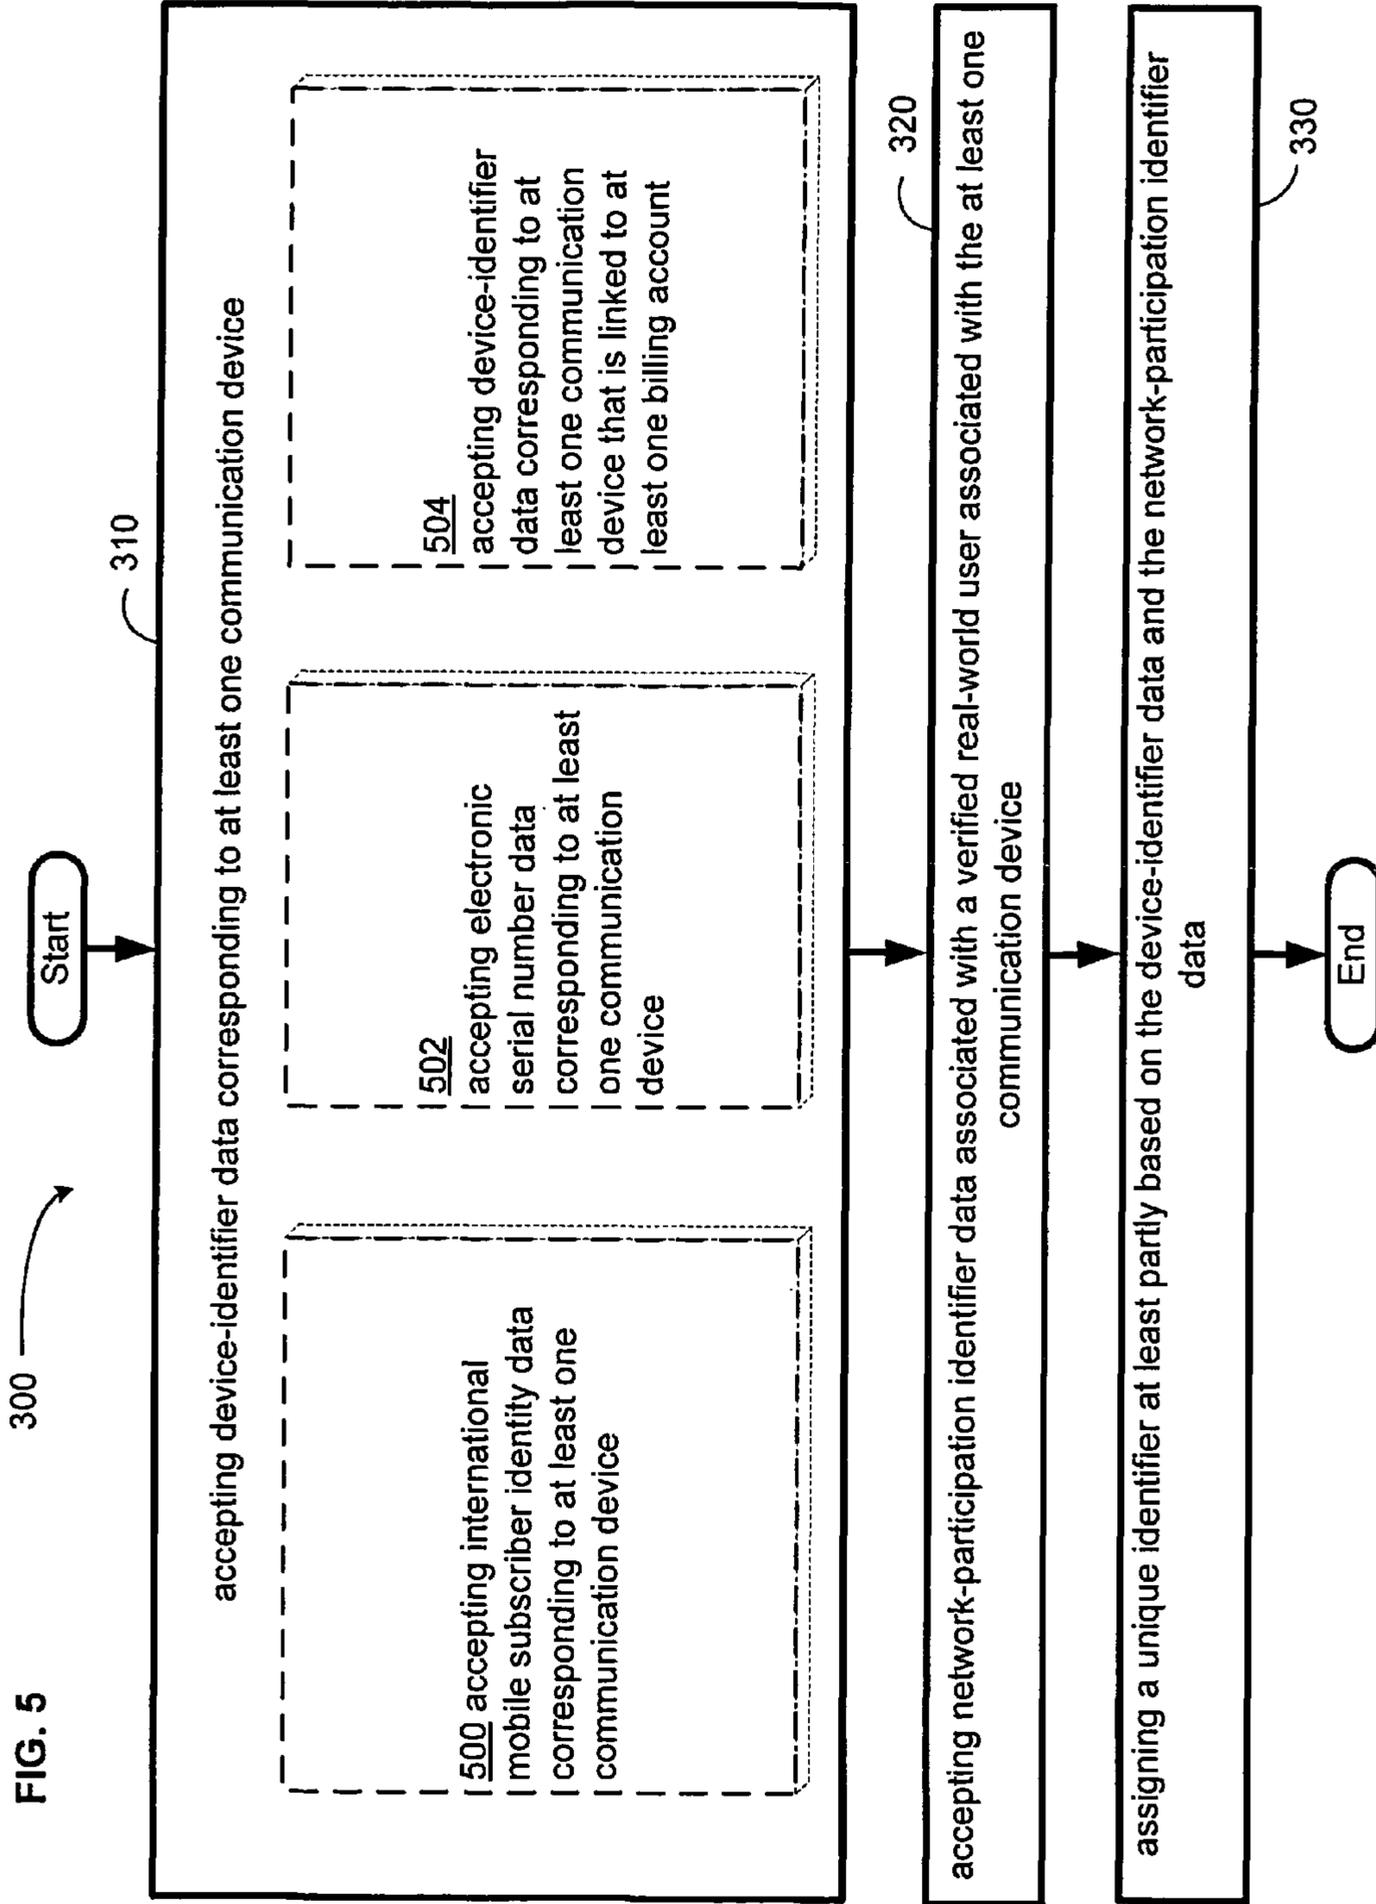 FIG. 5
300
Start
310
accepting device-identifier data corresponding to at least one communication device
500 accepting international
mobile subscriber identity data
corresponding to at least one
communication device
502
accepting electronic
serial number data
corresponding to at least
one communication
device
504
accepting device-identifier
data corresponding to at
least one communication
device that is linked to at
least one billing account
320
accepting network-participation identifier data associated with a verified real-world user associated with the at least one
communication device
330
assigning a unique identifier at least partly based on the device-identifier data and the network-participation identifier
data
End